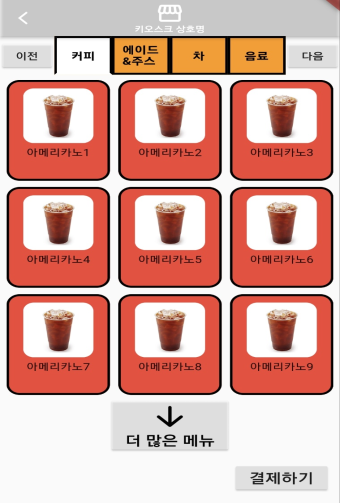 키오스크 상호명
이전
커피
에이드
&주스
차
음료
다음
아메리카노1
아메리카노2
아메리카노3
아메리카노4
아메리카노5
아메리카노6
아메리카노7
아메리카노8
아메리카노9
더 많은 메뉴
결제하기